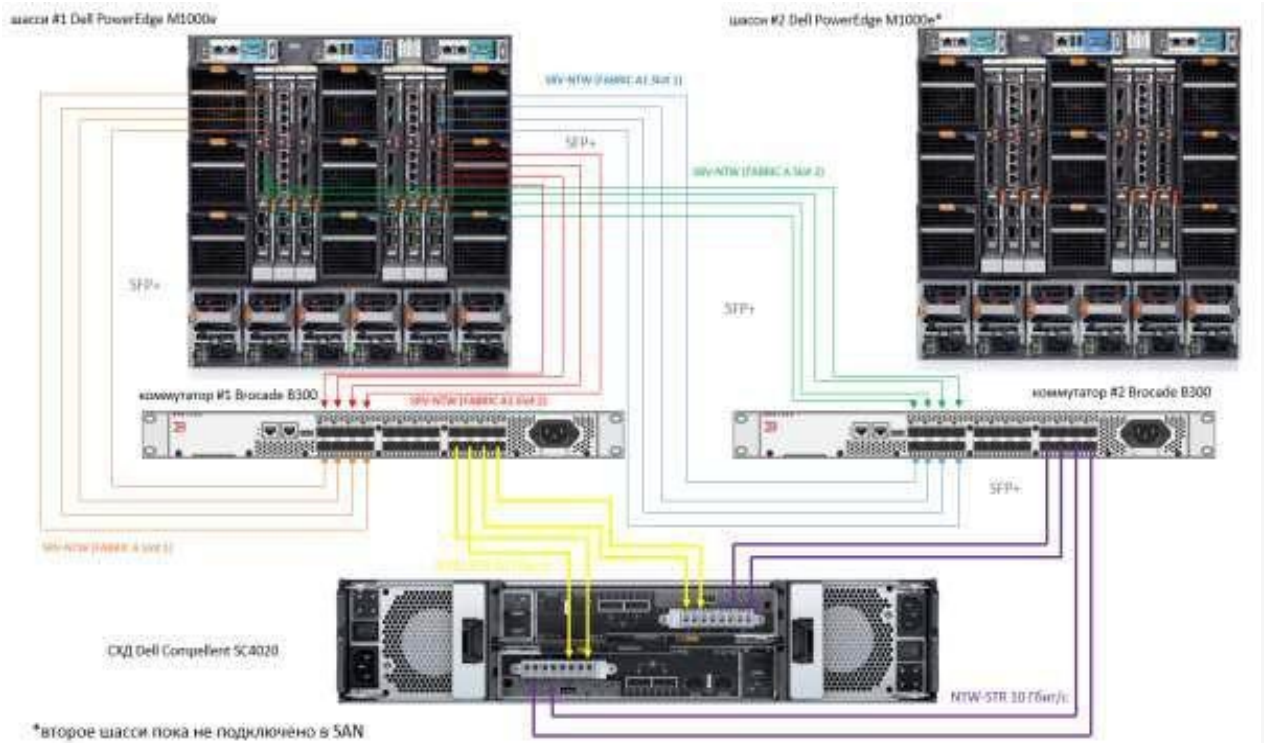 шасси #1 Dell PowerEdge M1000e
шасси #2 Dell PowerEdge M1000e*
SRV-NTW (FABRIC A1 Slot 1)
SFP+
SRV-NTW (FABRIC A Slot 2)
SFP+
SFP+
коммутатор #1 Brocade B300
SRV-NTW (FABRIC A1 Slot 2)
коммутатор #2 Brocade B300
SFP+
SRV-NTW (FABRIC A Slot 1)
СХД Dell Compellent SC4020
NTW-STR 10 Гбит/с
*второе шасси пока не подключено в SAN